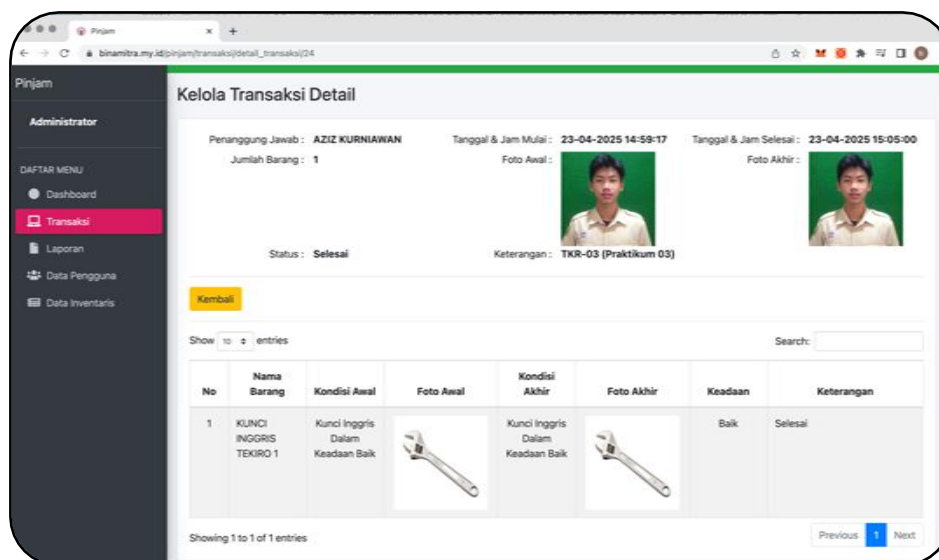 Pinjam
binamitra.my.id/pinjam/transaksi/detail_transaksi/24
Pinjam
Administrator
DAFTAR MENU
Dashboard
Transaksi
Laporan
Data Pengguna
Data Inventaris
Kelola Transaksi Detail
Penanggung Jawab : AZIZ KURNIAWAN Tanggal & Jam Mulai : 23-04-2025 14:59:17 Tanggal & Jam Selesai : 23-04-2025 15:05:00
Jumlah Barang : 1 Foto Awal : Foto Akhir :
Status : Selesai Keterangan : TKR-03 (Praktikum 03)
Kembali
Show 10 entries Search:
No Nama Barang Kondisi Awal Foto Awal Kondisi Akhir Foto Akhir Keadaan Keterangan
1 KUNCI Kunci Inggris Kunci Inggris Baik Selesai
INGGRIS Dalam Dalam
TEKIRO 1 Keadaan Baik Keadaan Baik
Showing 1 to 1 of 1 entries Previous 1 Next